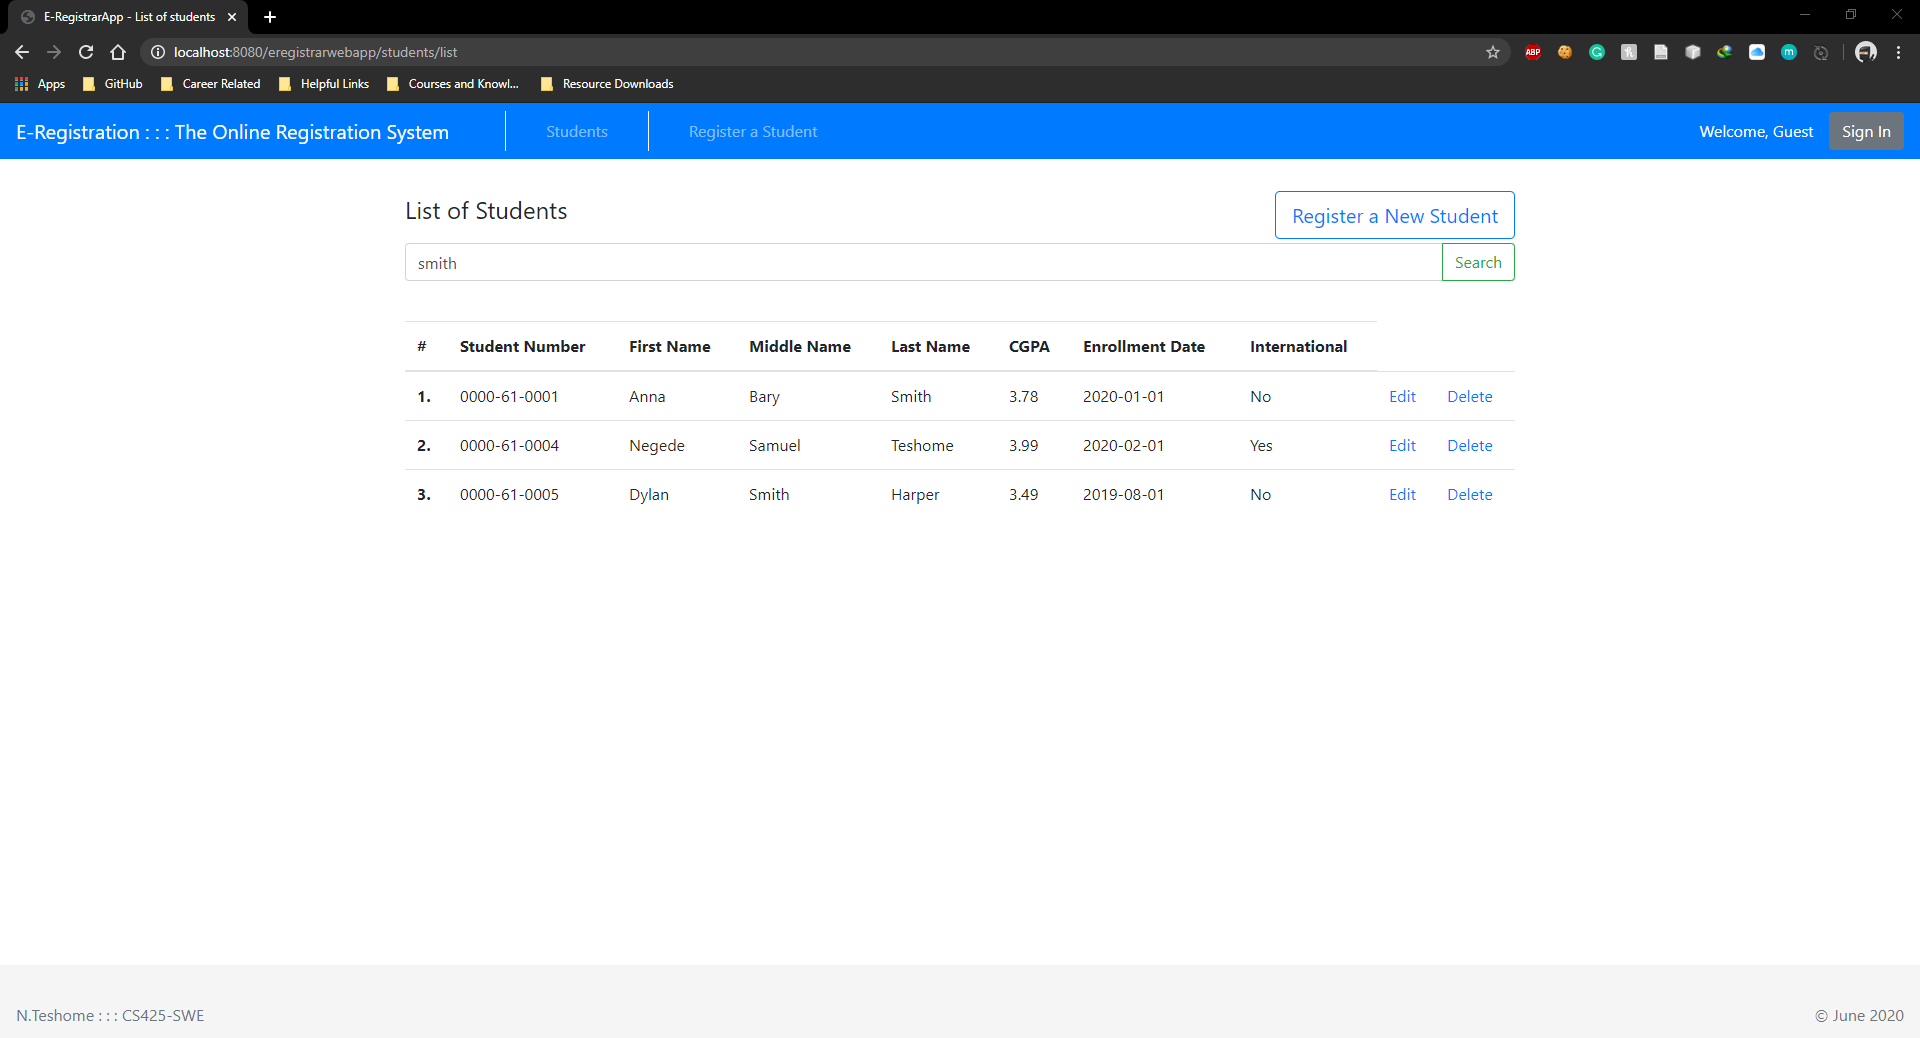 E-RegistrarApp - List of students
localhost:8080/eregistrarwebapp/students/list
ABP
Apps GitHub Career Related Helpful Links Courses and Knowl... Resource Downloads
E-Registration : : : The Online Registration System Students Register a Student Welcome, Guest Sign In
List of Students Register a New Student
smith Search
# Student Number First Name Middle Name Last Name CGPA Enrollment Date International
1. 0000-61-0001 Anna Bary Smith 3.78 2020-01-01 No Edit Delete
2. 0000-61-0004 Negede Samuel Teshome 3.99 2020-02-01 Yes Edit Delete
3. 0000-61-0005 Dylan Smith Harper 3.49 2019-08-01 No Edit Delete
N.Teshome : : : CS425-SWE © June 2020